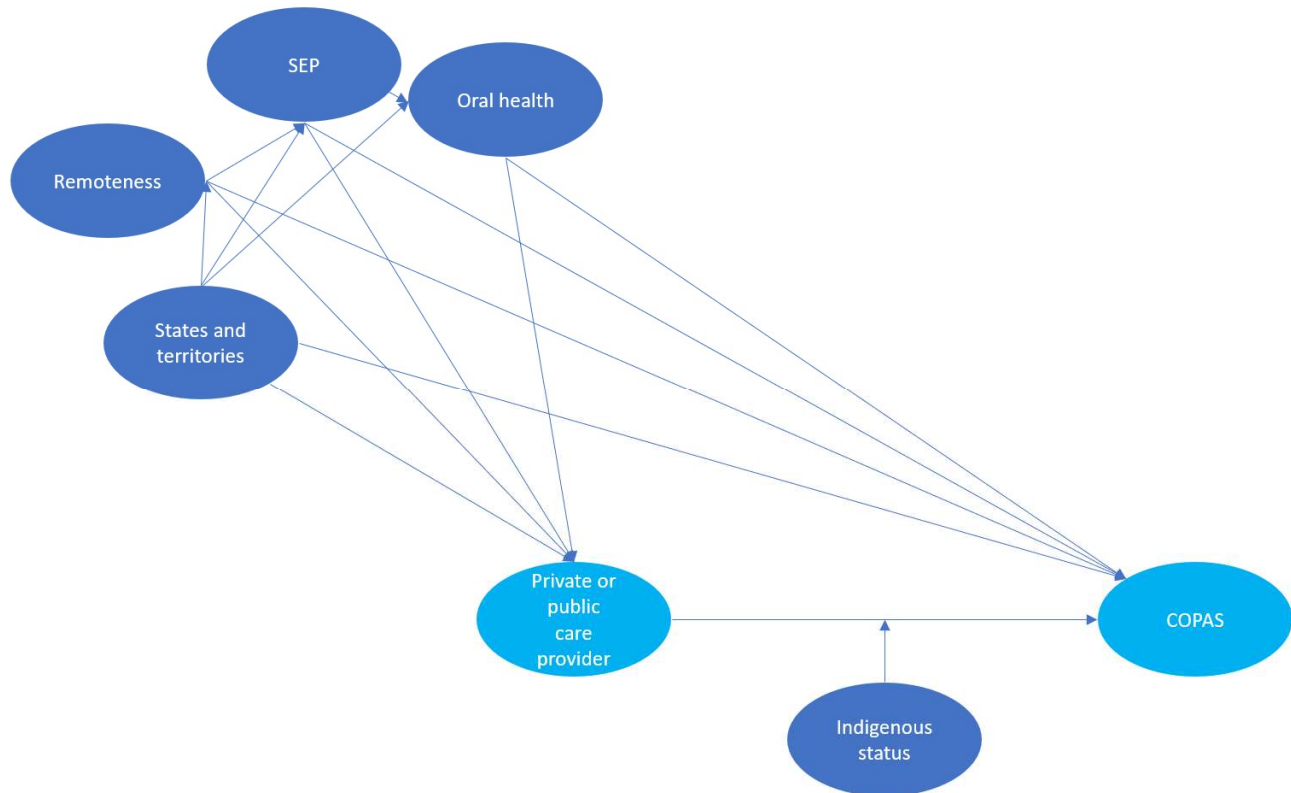 SEP
Oral health
Remoteness
States and
territories
Private or
public
care
provider
COPAS
Indigenous
status